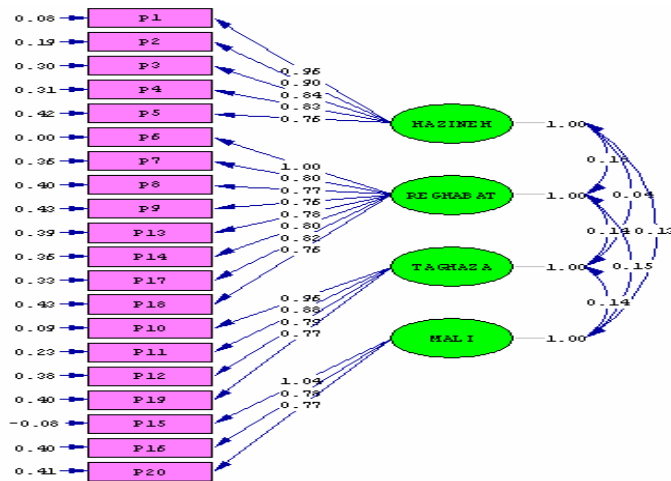 0.08 P1
0.19 P2
0.30 P3
0.31 P4
0.42 P5
0.00 P6
0.36 P7
0.40 P8
0.43 P9
0.39 P13
0.36 P14
0.33 P17
0.43 P18
0.09 P10
0.23 P11
0.38 P12
0.40 P19
-0.08 P15
0.40 P16
0.41 P20
0.96
0.90
0.84
0.83
0.76
1.00
0.80
0.77
0.76
0.78
0.80
0.82
0.76
0.96
0.88
0.79
0.77
1.04
0.78
0.77
HAZINEH 1.00
REGHABAT 1.00
TAGHAZA 1.00
MALI 1.00
0.04
0.14
0.13
0.15
0.14